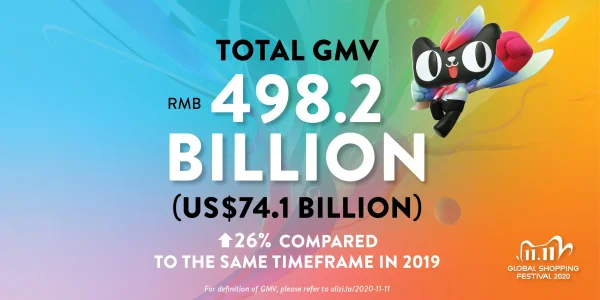 TOTAL GMV
RMB 498.2
BILLION
(US$74.1 BILLION)
⬆26% COMPARED
TO THE SAME TIMEFRAME IN 2019
11.11
GLOBAL SHOPPING
FESTIVAL 2020
For definition of GMV, please refer to alizi.lo/2020-11-11